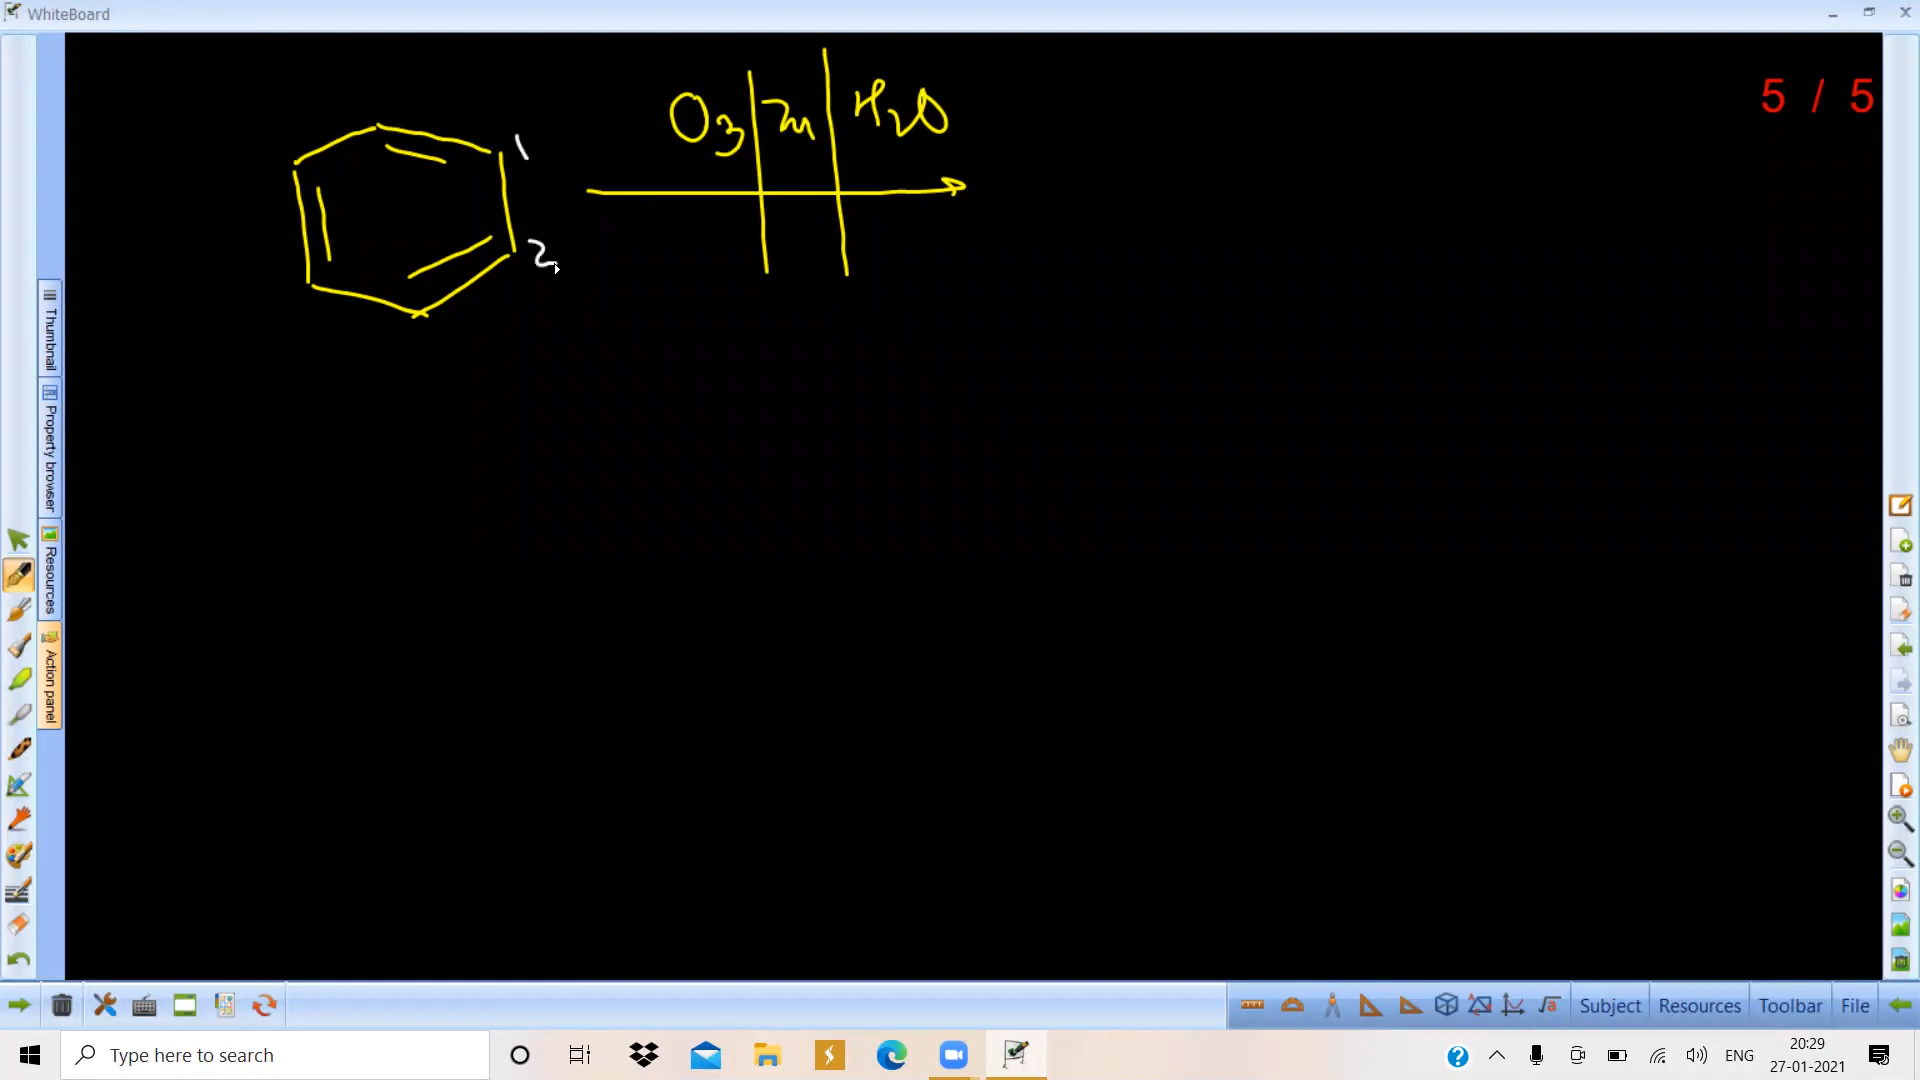 WhiteBoard
5 / 5
O3 Zn H2O
1
2
Thumbnail
Property browser
Resources
Action panel
Subject Resources Toolbar File
Type here to search
ENG
20:29
27-01-2021